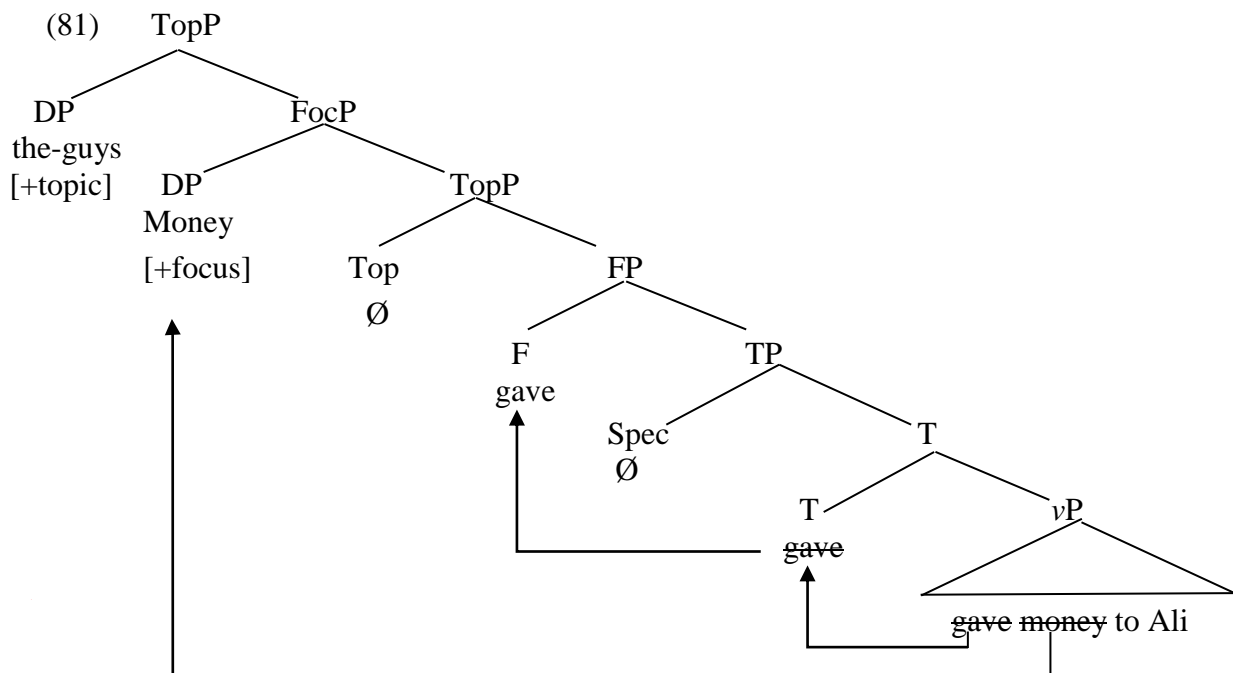 (81) TopP
DP FocP
the-guys
[+topic] DP TopP
Money
[+focus] Top FP
Ø
F TP
gave
Spec T
Ø
T vP
gave
gave money to Ali